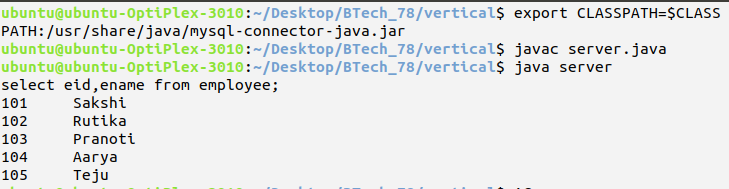 ubuntu@ubuntu-OptiPlex-3010:~/Desktop/BTech_78/vertical$ export CLASSPATH=$CLASS
PATH:/usr/share/java/mysql-connector-java.jar
ubuntu@ubuntu-OptiPlex-3010:~/Desktop/BTech_78/vertical$ javac server.java
ubuntu@ubuntu-OptiPlex-3010:~/Desktop/BTech_78/vertical$ java server
select eid,ename from employee;
101 Sakshi
102 Rutika
103 Pranoti
104 Aarya
105 Teju